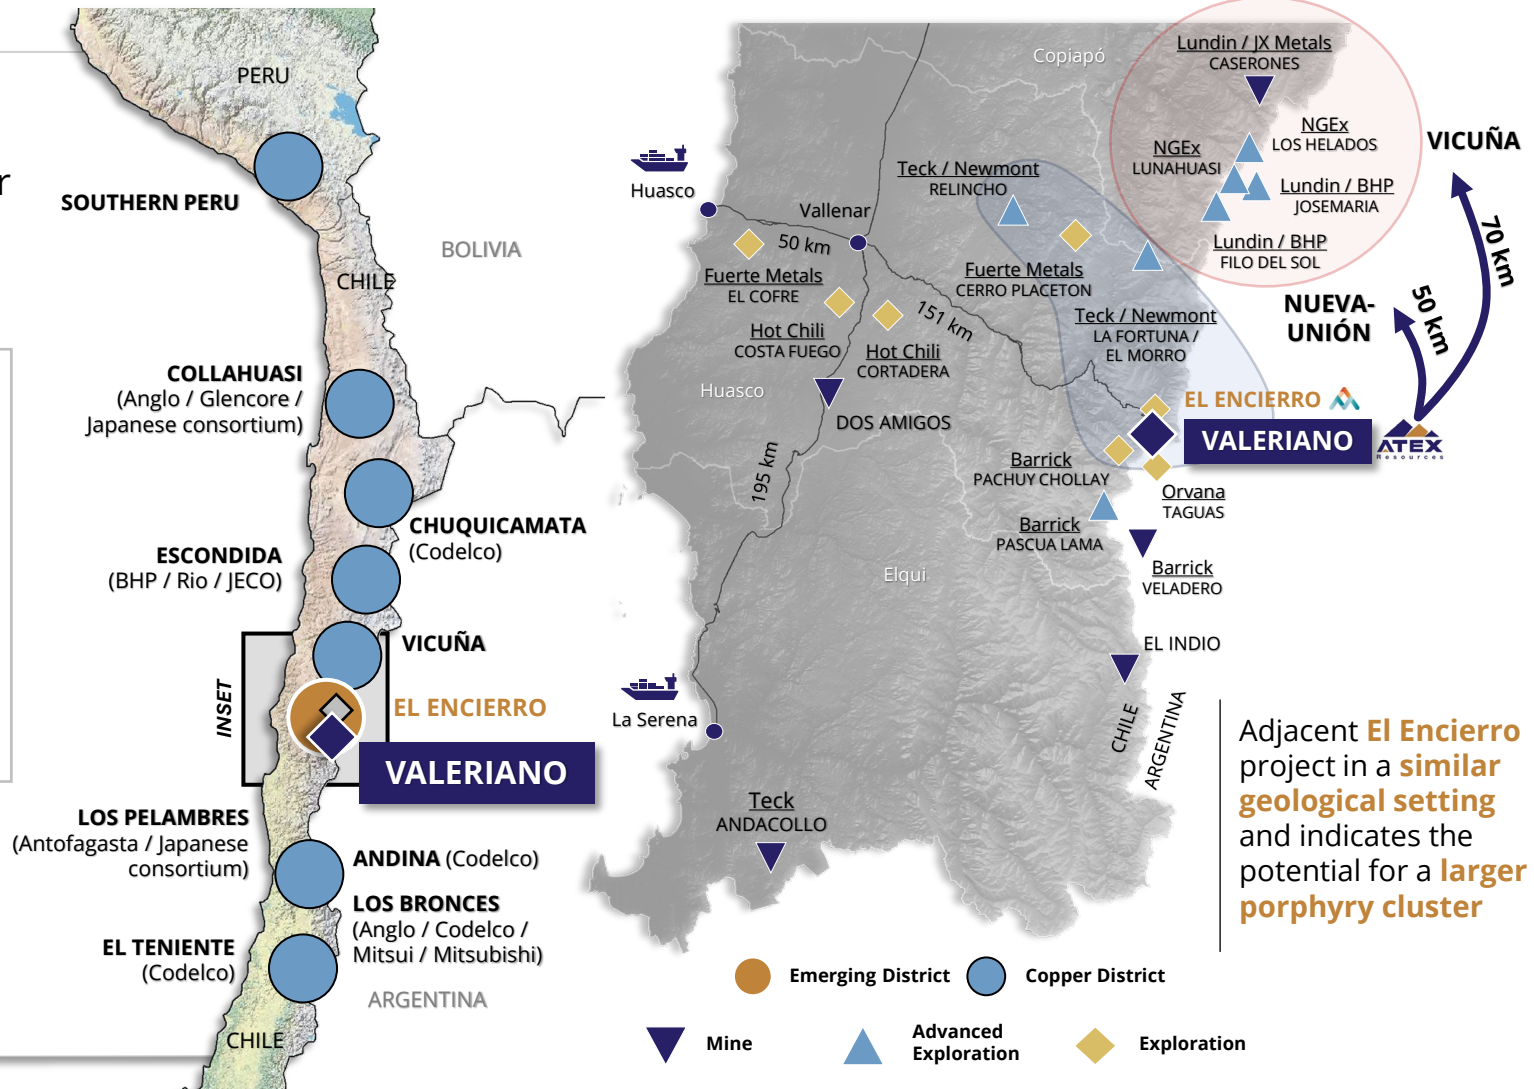 r
PERU
SOUTHERN PERU
BOLIVIA
CHILE
COLLAHUASI
(Anglo / Glencore /
Japanese consortium)
CHUQUICAMATA
(Codelco)
ESCONDIDA
(BHP / Rio / JECO)
VICUÑA
INSET
EL ENCIERRO
VALERIANO
LOS PELAMBRES
(Antofagasta / Japanese
consortium)
ANDINA (Codelco)
LOS BRONCES
(Anglo / Codelco /
Mitsui / Mitsubishi)
EL TENIENTE
(Codelco)
ARGENTINA
CHILE
Copiapó
Lundin / JX Metals
CASERONES
NGEx
LOS HELADOS
NGEx
LUNAHUASI
VICUÑA
Lundin / BHP
JOSEMARIA
Lundin / BHP
FILO DEL SOL
70 km
Huasco
Vallenar
Teck / Newmont
RELINCHO
50 km
Fuerte Metals
EL COFRE
Fuerte Metals
CERRO PLACETON
Hot Chili
COSTA FUEGO
Hot Chili
CORTADERA
151 km
Teck / Newmont
LA FORTUNA /
EL MORRO
NUEVA-
UNIÓN
50 km
Huasco
DOS AMIGOS
195 km
EL ENCIERRO
VALERIANO
ATEX
Resources
Barrick
PACHUY CHOLLAY
Orvana
TAGUAS
Barrick
PASCUA LAMA
Barrick
VELADERO
Elqui
EL INDIO
CHILE
ARGENTINA
La Serena
Teck
ANDACOLLO
Adjacent El Encierro
project in a similar
geological setting
and indicates the
potential for a larger
porphyry cluster
Emerging District
Copper District
Mine
Advanced
Exploration
Exploration